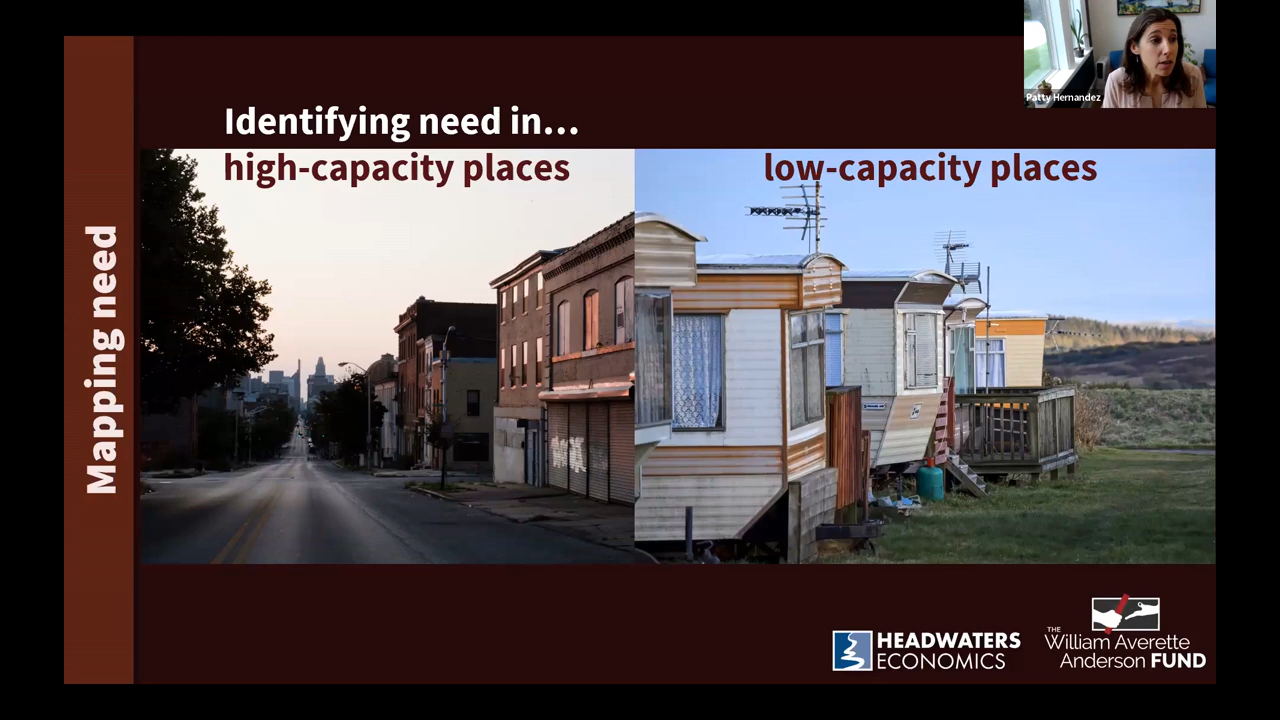 Patty Hernandez
Identifying need in...
high-capacity places
low-capacity places
Mapping need
HEADWATERS
ECONOMICS
THE
William Averette
Anderson FUND